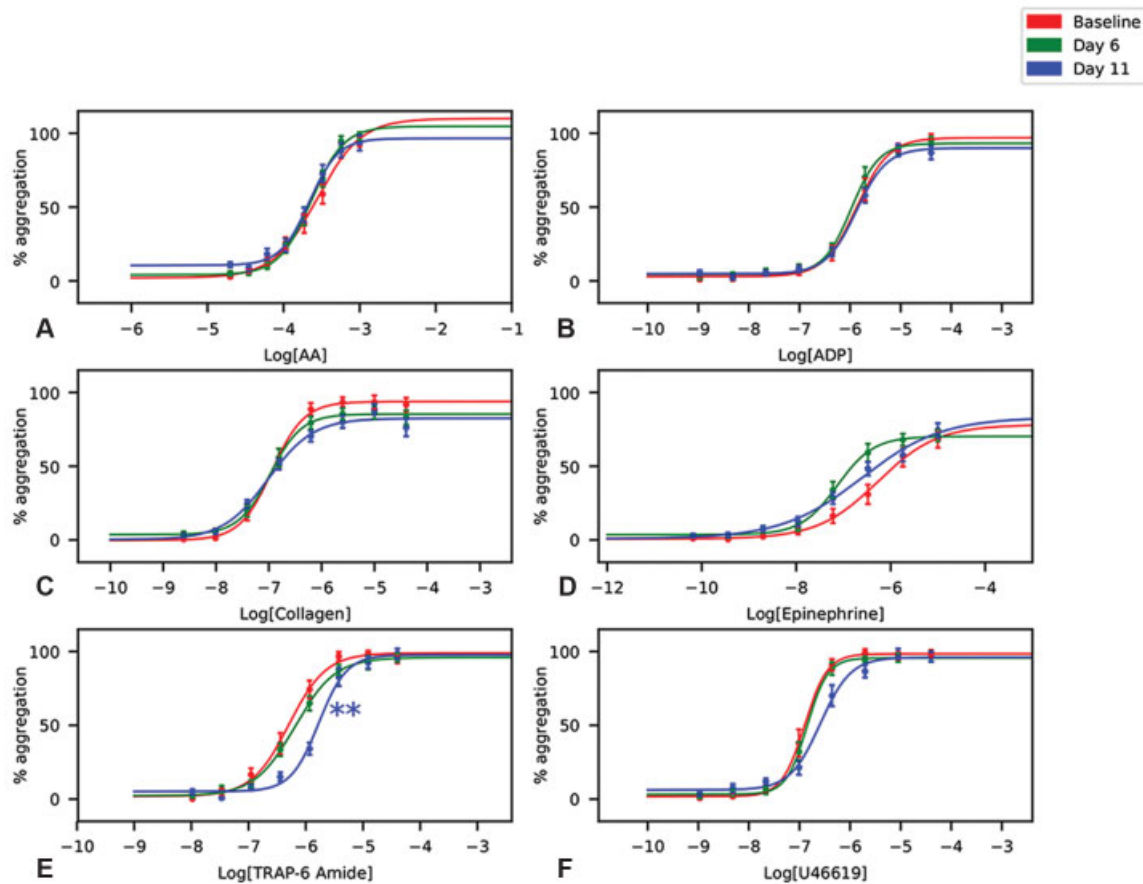 Baseline
Day 6
Day 11
% aggregation
100
50
0
−6 −5 −4 −3 −2 −1
A
Log[AA]
% aggregation
100
50
0
−10 −9 −8 −7 −6 −5 −4 −3
B
Log[ADP]
% aggregation
100
50
0
−10 −9 −8 −7 −6 −5 −4 −3
C
Log[Collagen]
% aggregation
100
50
0
−12 −10 −8 −6 −4
D
Log[Epinephrine]
% aggregation
100
50
0
**
−10 −9 −8 −7 −6 −5 −4 −3
E
Log[TRAP-6 Amide]
% aggregation
100
50
0
−10 −9 −8 −7 −6 −5 −4 −3
F
Log[U46619]